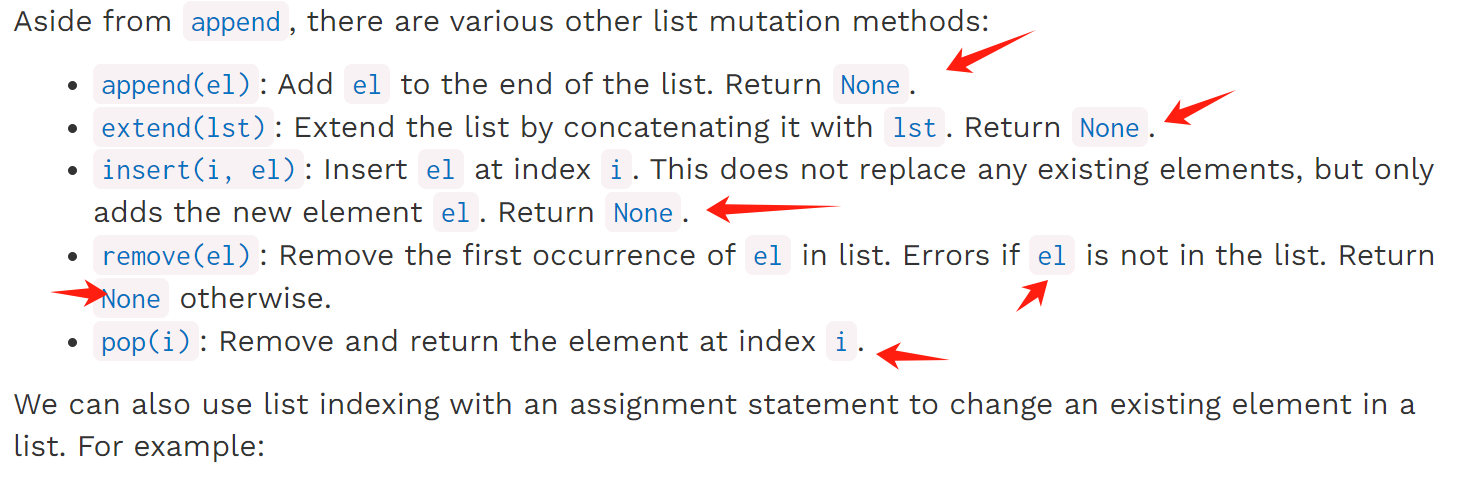 Aside from append, there are various other list mutation methods:
• append(el): Add el to the end of the list. Return None.
• extend(lst): Extend the list by concatenating it with lst. Return None.
• insert(i, el): Insert el at index i. This does not replace any existing elements, but only
adds the new element el. Return None.
• remove(el): Remove the first occurrence of el in list. Errors if el is not in the list. Return
None otherwise.
• pop(i): Remove and return the element at index i.
We can also use list indexing with an assignment statement to change an existing element in a
list. For example: